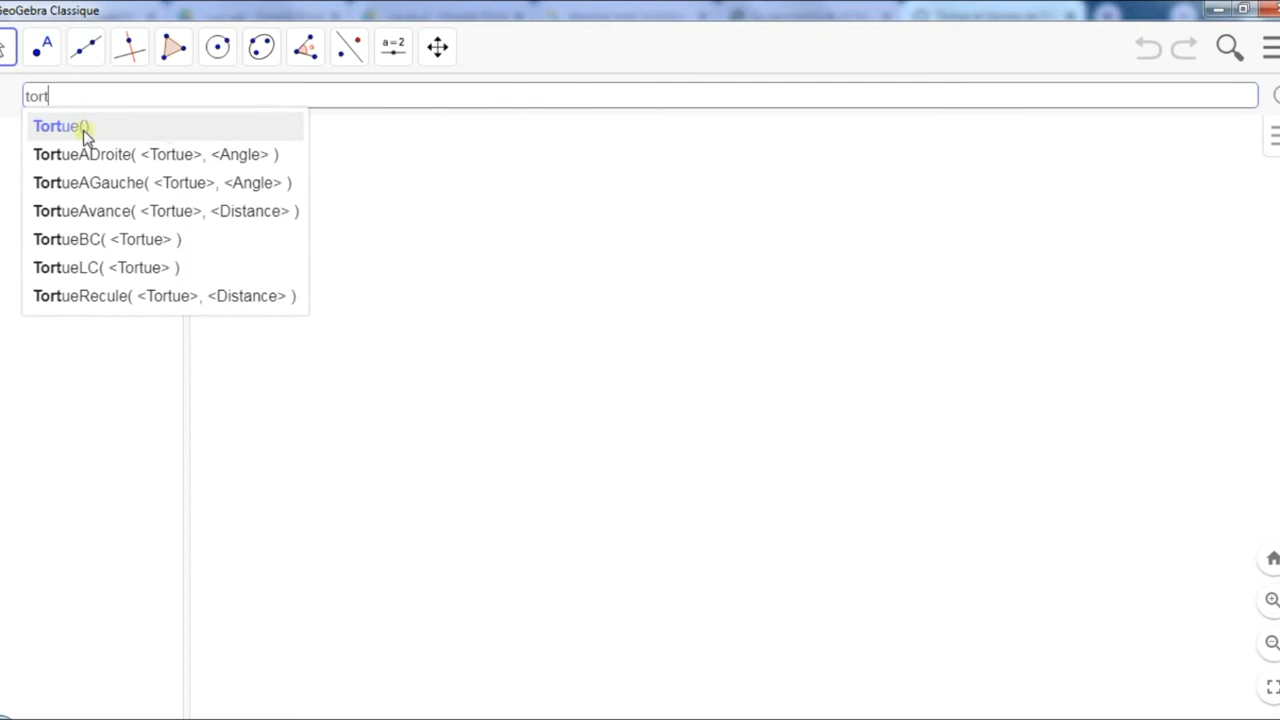 GeoGebra Classique
A
a=2
tort
Tortue()
TortueADroite( <Tortue>, <Angle> )
TortueAGauche( <Tortue>, <Angle> )
TortueAvance( <Tortue>, <Distance> )
TortueBC( <Tortue> )
TortueLC( <Tortue> )
TortueRecule( <Tortue>, <Distance> )